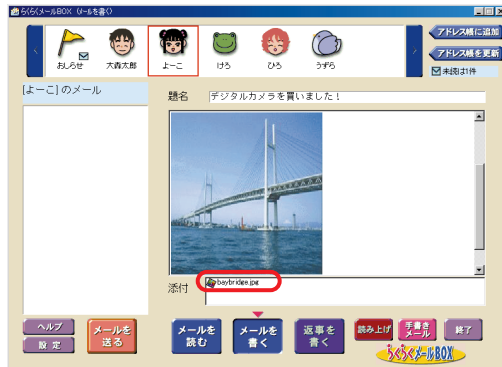 らくらくメールBOX (メールを書く)
おしらせ
大森太郎
よーこ
けろ
ひろ
うずら
アドレス帳に追加
アドレス帳を更新
未読は1件
[よーこ]のメール
題名
デジタルカメラを買いました！
添付
baybridge.jpg
ヘルプ
設定
メールを
送る
メールを
読む
メールを
書く
返事を
書く
読み上げ
手書き
メール
終了
らくらくメールBOX